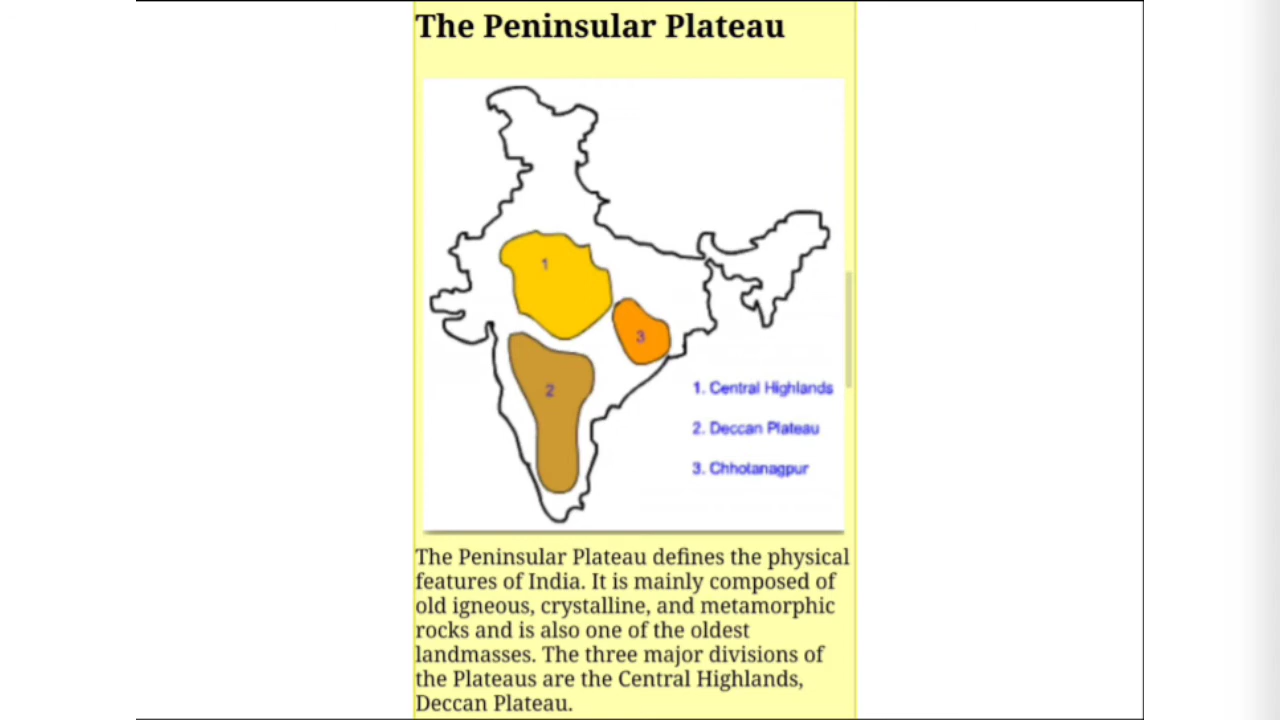 The Peninsular Plateau
1
3
2
1. Central Highlands
2. Deccan Plateau
3. Chholanagpur
The Peninsular Plateau defines the physical
features of India. It is mainly composed of
old igneous, crystalline, and metamorphic
rocks and is also one of the oldest
landmasses. The three major divisions of
the Plateaus are the Central Highlands,
Deccan Plateau.